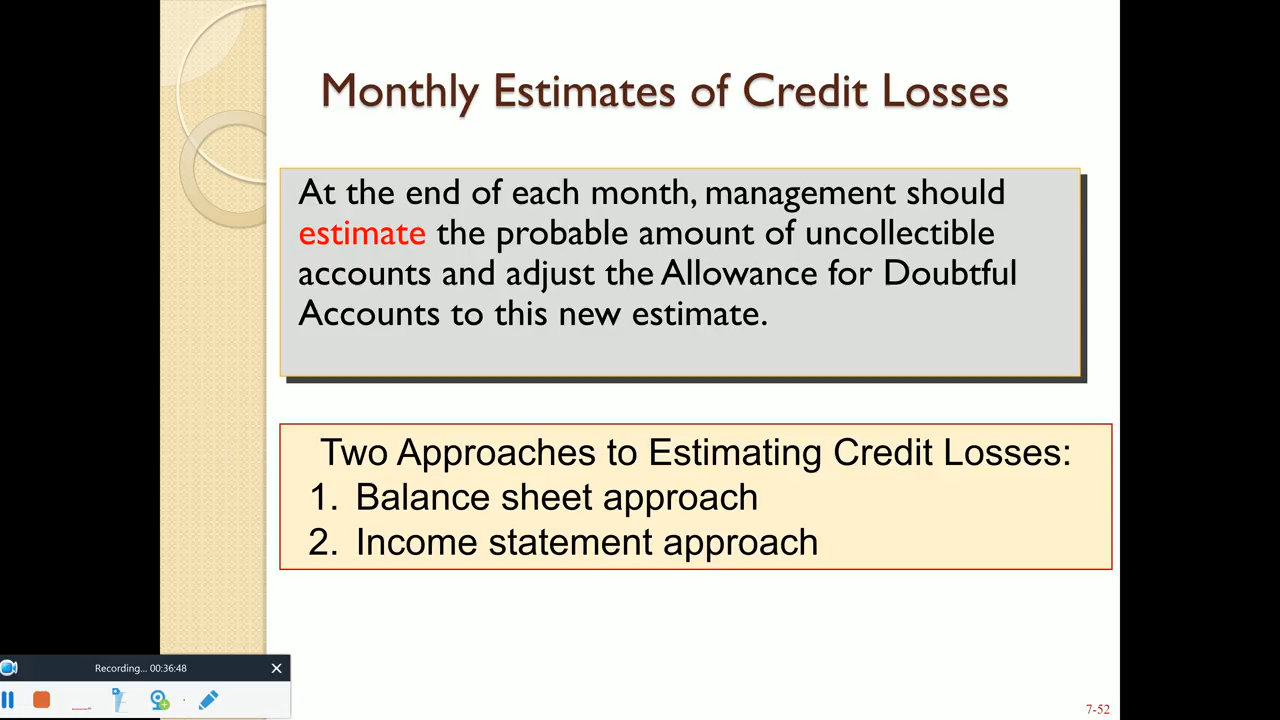 Monthly Estimates of Credit Losses
At the end of each month, management should
estimate the probable amount of uncollectible
accounts and adjust the Allowance for Doubtful
Accounts to this new estimate.
Two Approaches to Estimating Credit Losses:
1. Balance sheet approach
2. Income statement approach
Recording... 00:36:48
7-52